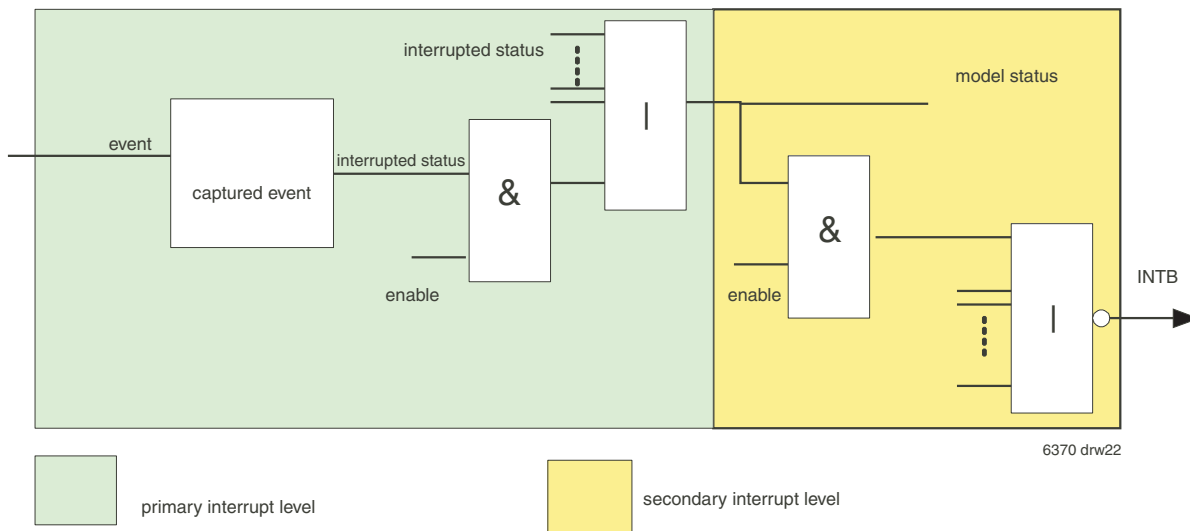 interrupted status
|
model status
event
interrupted status
captured event
&
&
enable
enable
|
INTB
6370 drw22
primary interrupt level
secondary interrupt level